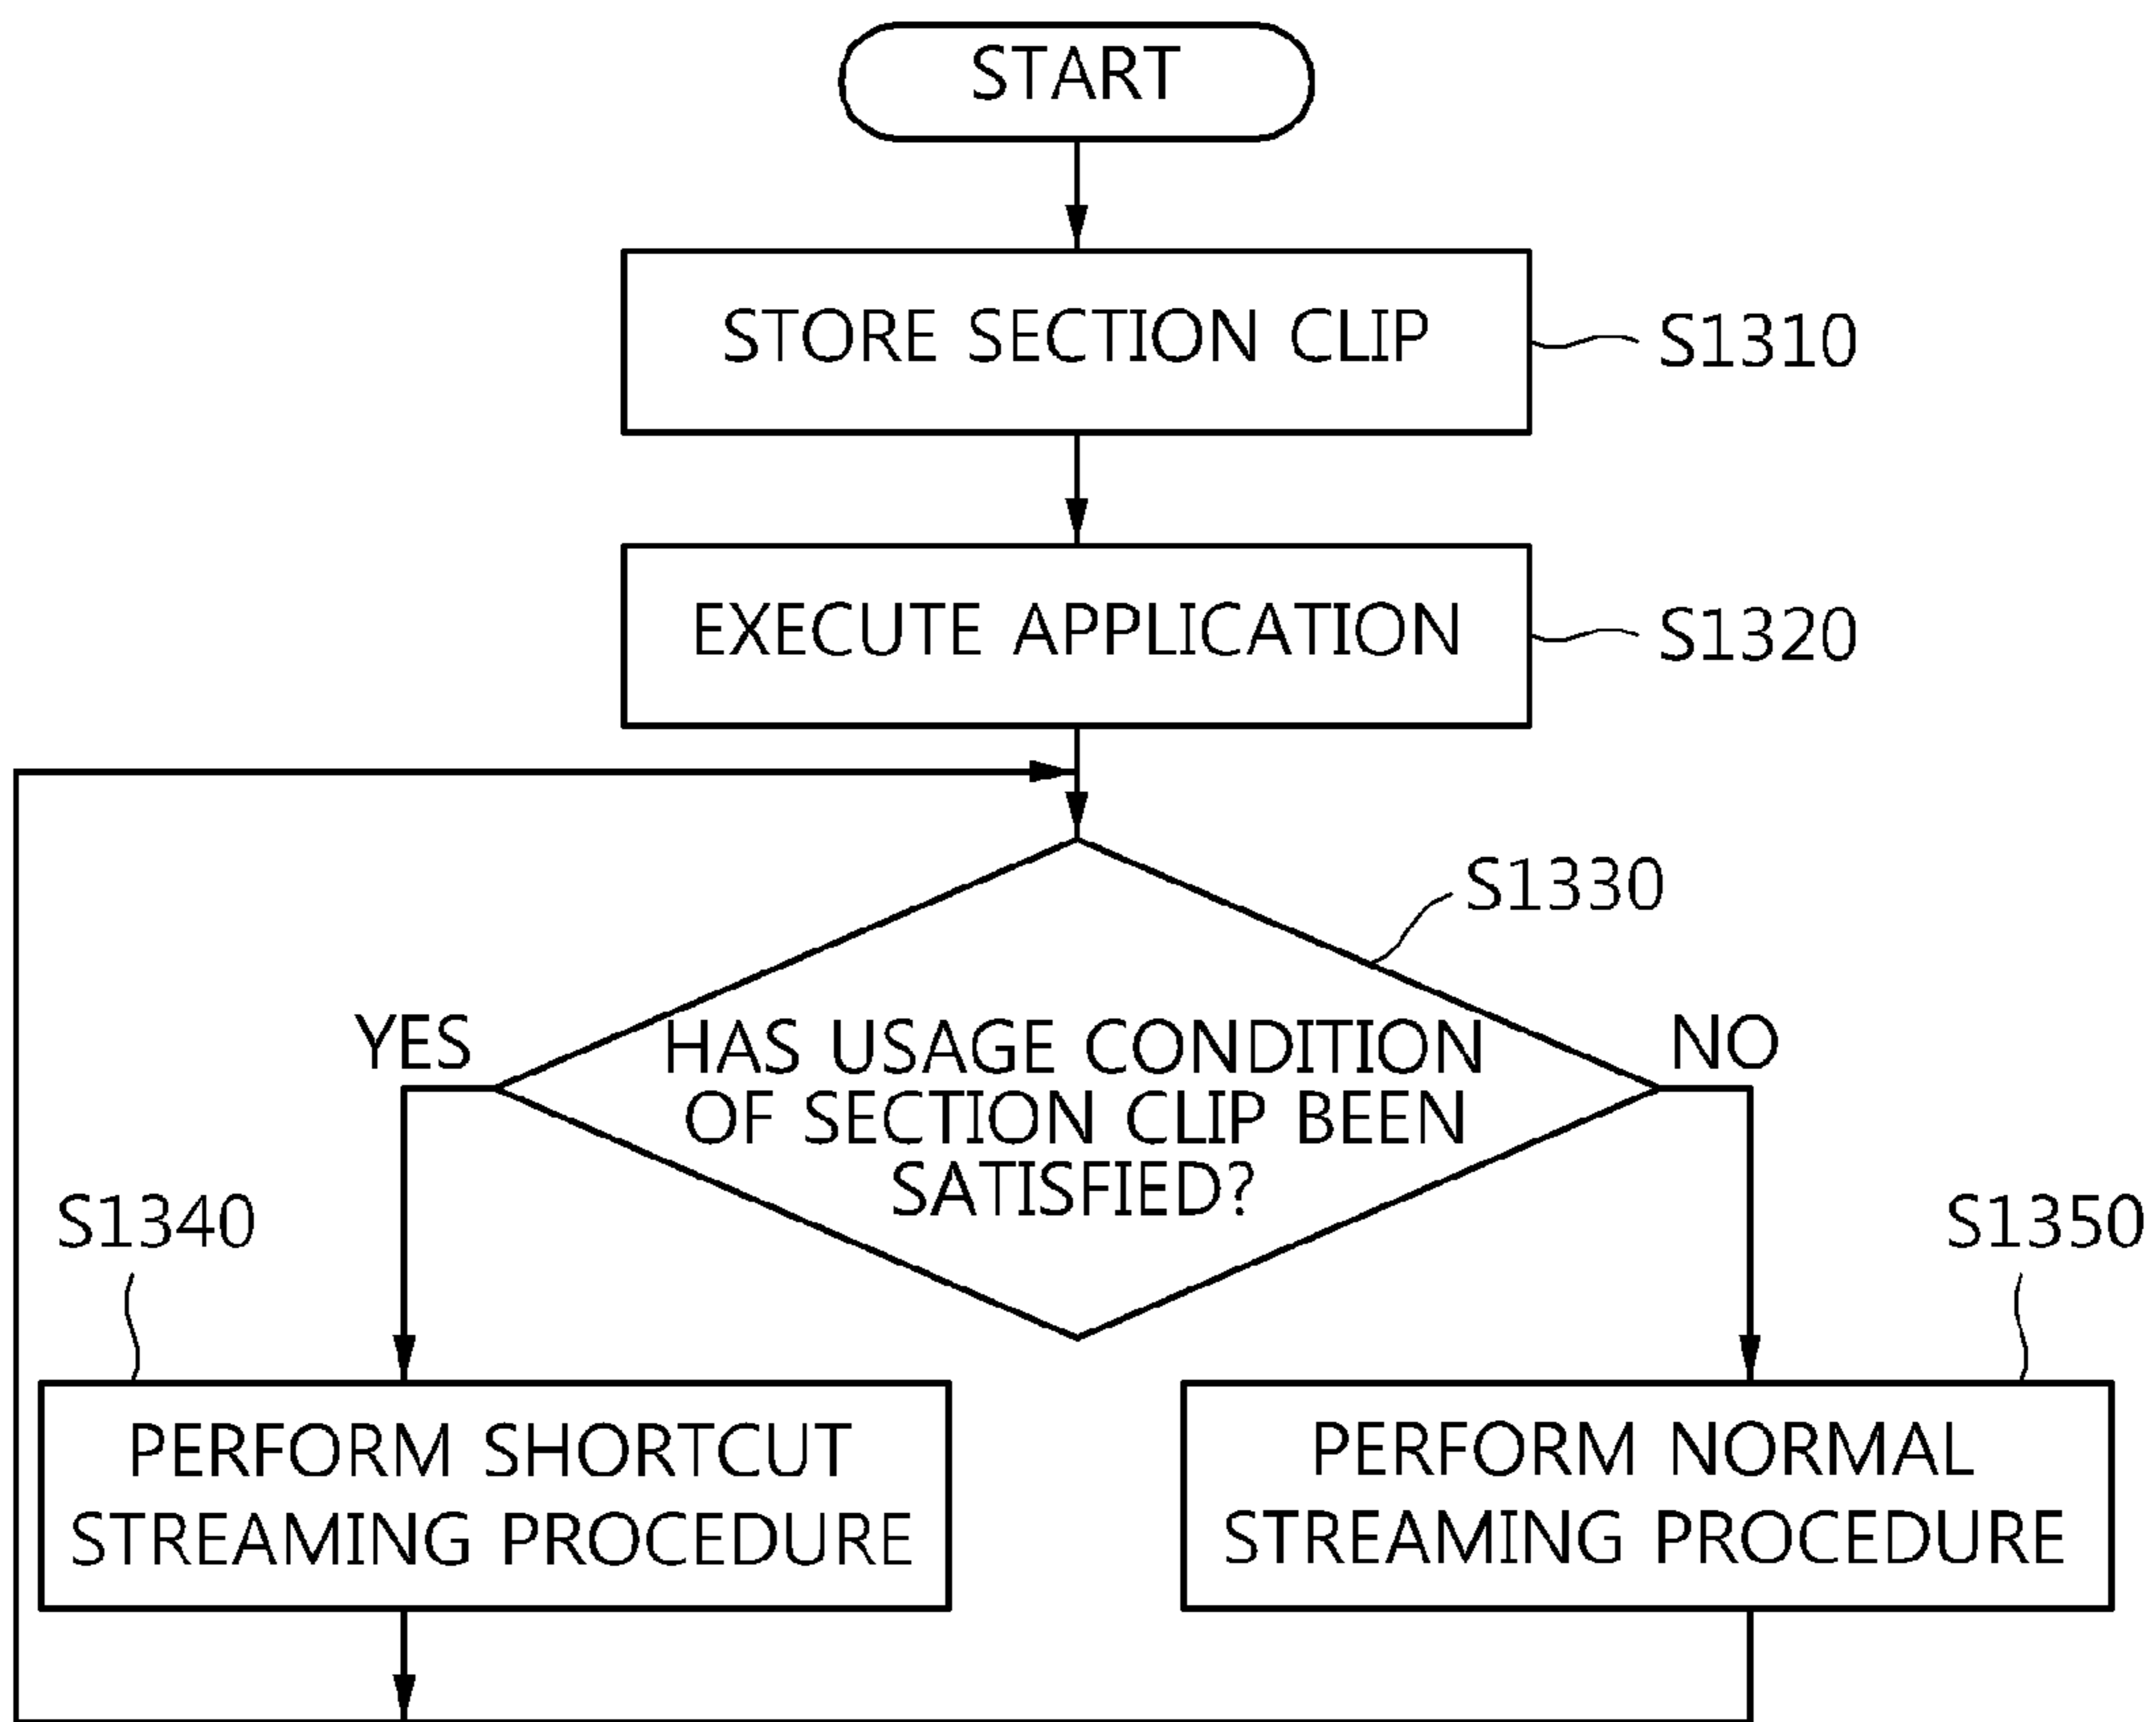 START
STORE SECTION CLIP
S1310
EXECUTE APPLICATION
S1320
S1330
YES
HAS USAGE CONDITION
OF SECTION CLIP BEEN
SATISFIED?
NO
S1340
S1350
PERFORM SHORTCUT
STREAMING PROCEDURE
PERFORM NORMAL
STREAMING PROCEDURE